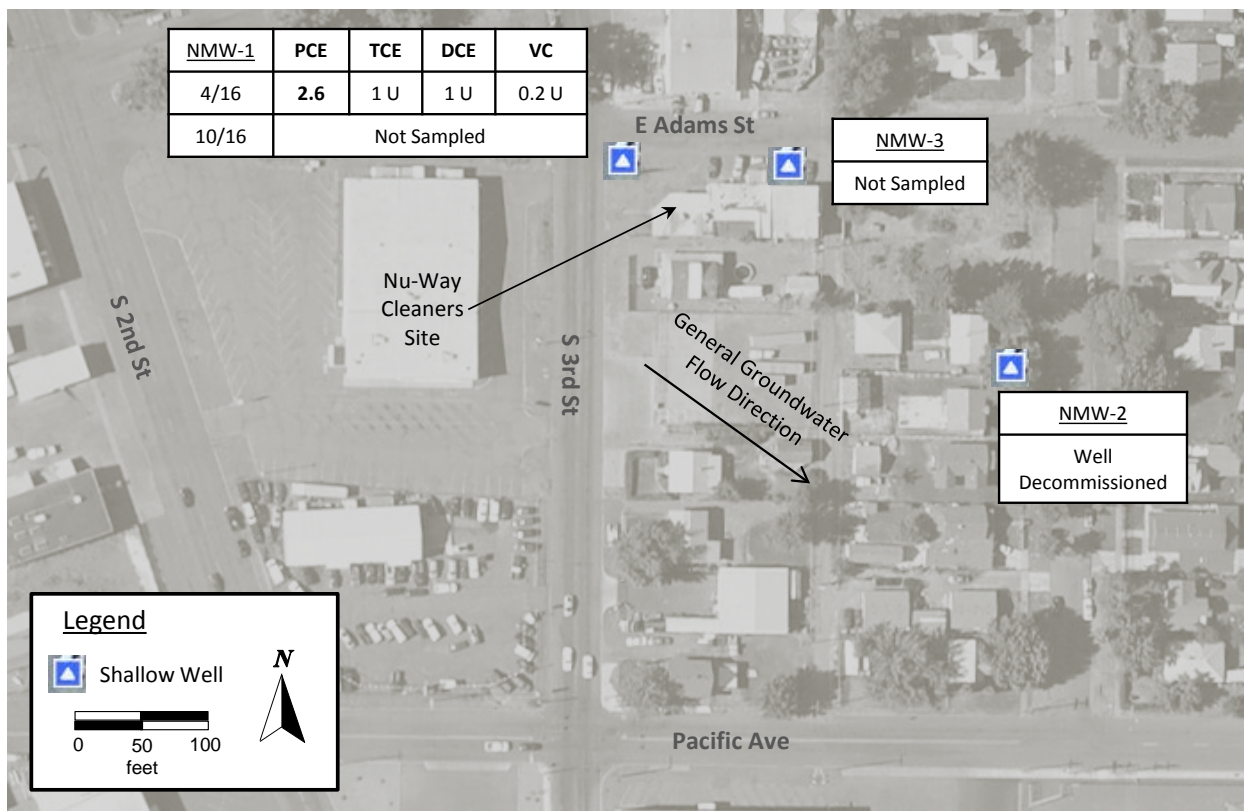 NMW-1 PCE TCE DCE VC
4/16 2.6 1 U 1 U 0.2 U
10/16 Not Sampled
E Adams St
NMW-3
Not Sampled
Nu-Way
Cleaners
Site
S 2nd St
S 3rd St
General Groundwater
Flow Direction
NMW-2
Well
Decommissioned
Legend
Shallow Well
N
0 50 100
feet
Pacific Ave